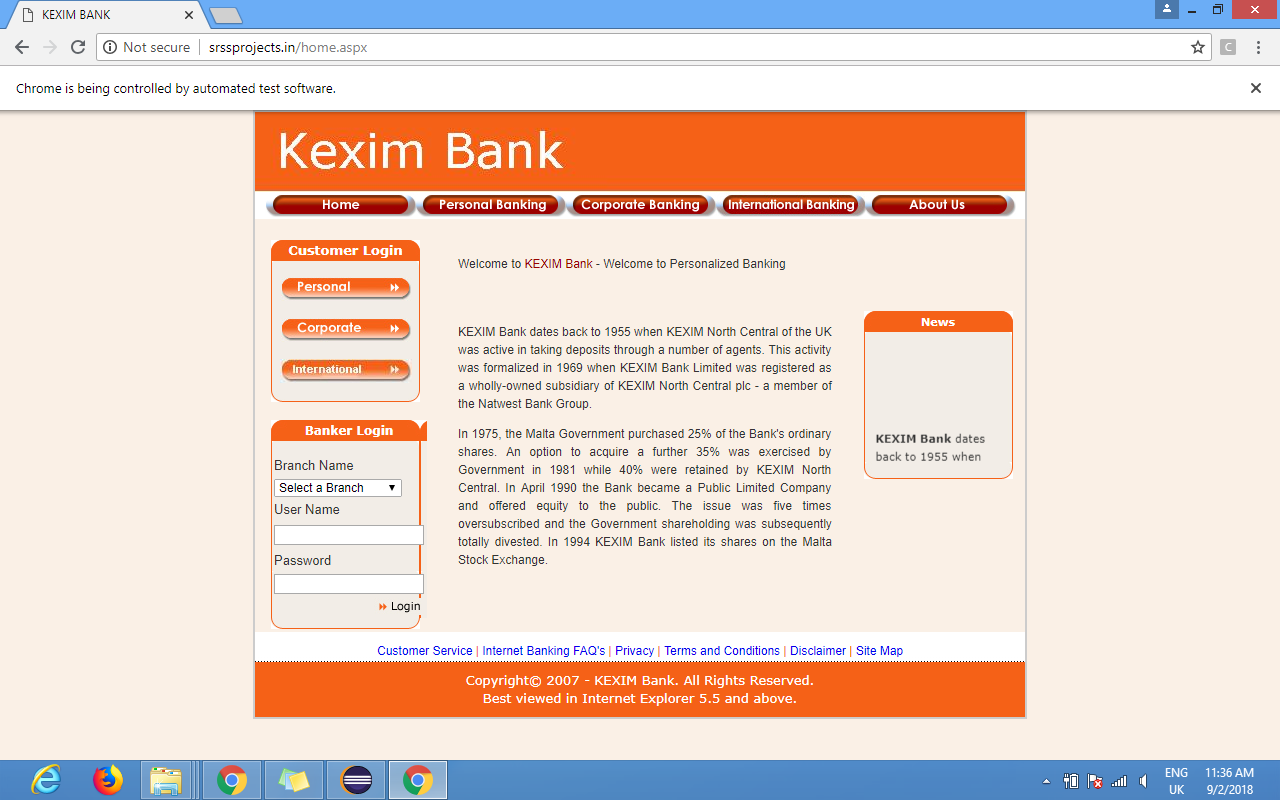 KEXIM BANK
Not secure
srssprojects.in/home.aspx
C
Chrome is being controlled by automated test software.
Kexim Bank
Home
Personal Banking
Corporate Banking
International Banking
About Us
Customer Login
Personal
Corporate
International
Banker Login
Branch Name
Select a Branch
User Name
Password
Login
Welcome to KEXIM Bank - Welcome to Personalized Banking
KEXIM Bank dates back to 1955 when KEXIM North Central of the UK
was active in taking deposits through a number of agents. This activity
was formalized in 1969 when KEXIM Bank Limited was registered as
a wholly-owned subsidiary of KEXIM North Central plc - a member of
the Natwest Bank Group.
In 1975, the Malta Government purchased 25% of the Bank's ordinary
shares. An option to acquire a further 35% was exercised by
Government in 1981 while 40% were retained by KEXIM North
Central. In April 1990 the Bank became a Public Limited Company
and offered equity to the public. The issue was five times
oversubscribed and the Government shareholding was subsequently
totally divested. In 1994 KEXIM Bank listed its shares on the Malta
Stock Exchange.
News
KEXIM Bank dates
back to 1955 when
Customer Service | Internet Banking FAQ's | Privacy | Terms and Conditions | Disclaimer | Site Map
Copyright© 2007 - KEXIM Bank. All Rights Reserved.
Best viewed in Internet Explorer 5.5 and above.
ENG
UK
11:36 AM
9/2/2018